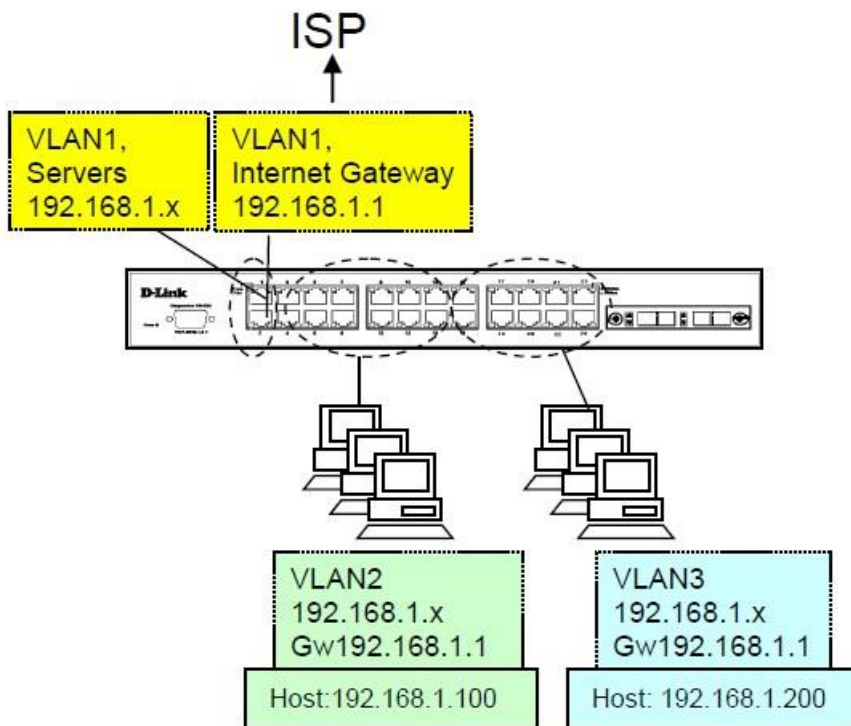 ISP
VLAN1,
Servers
192.168.1.x
VLAN1,
Internet Gateway
192.168.1.1
D-Link
VLAN2
192.168.1.x
Gw192.168.1.1
Host:192.168.1.100
VLAN3
192.168.1.x
Gw192.168.1.1
Host: 192.168.1.200